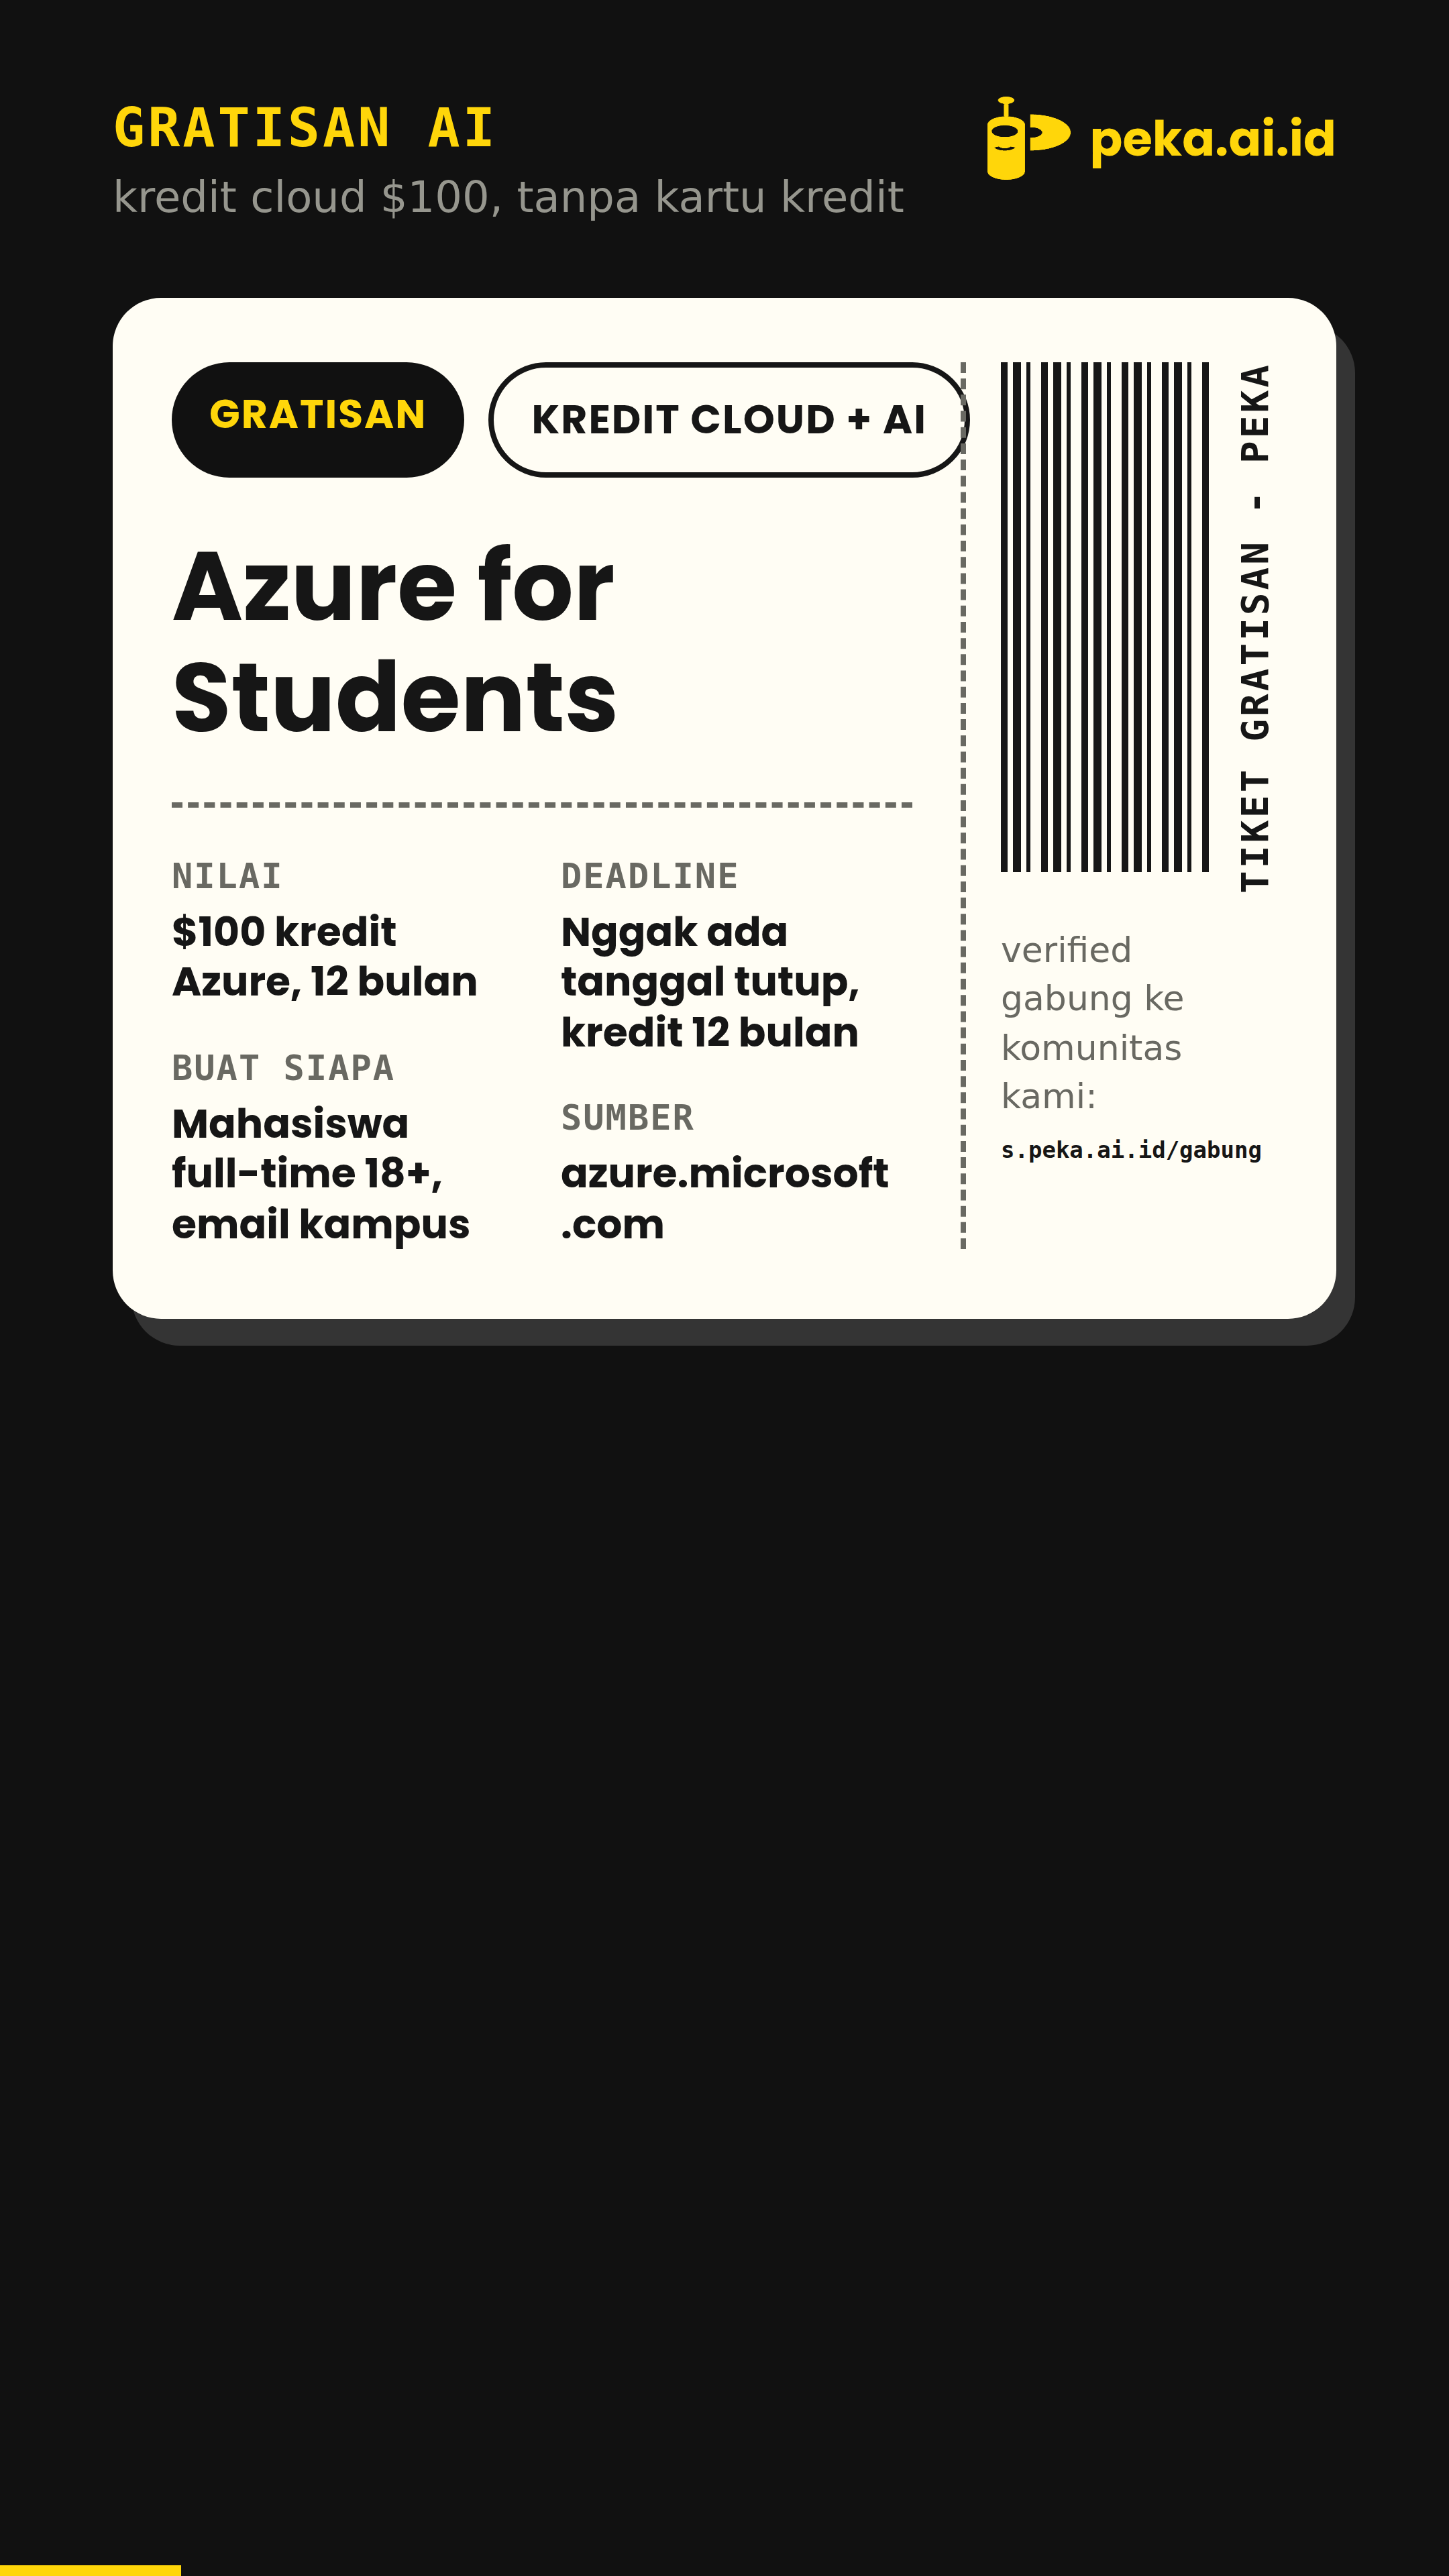 GRATISAN AI
kredit cloud $100, tanpa kartu kredit
peka.ai.id
GRATISAN
KREDIT CLOUD + AI
Azure for
Students
NILAI
$100 kredit
Azure, 12 bulan
BUAT SIAPA
Mahasiswa
full-time 18+,
email kampus
DEADLINE
Nggak ada
tanggal tutup,
kredit 12 bulan
SUMBER
azure.microsoft
.com
TIKET GRATISAN - PEKA
verified
gabung ke
komunitas
kami:
s.peka.ai.id/gabung